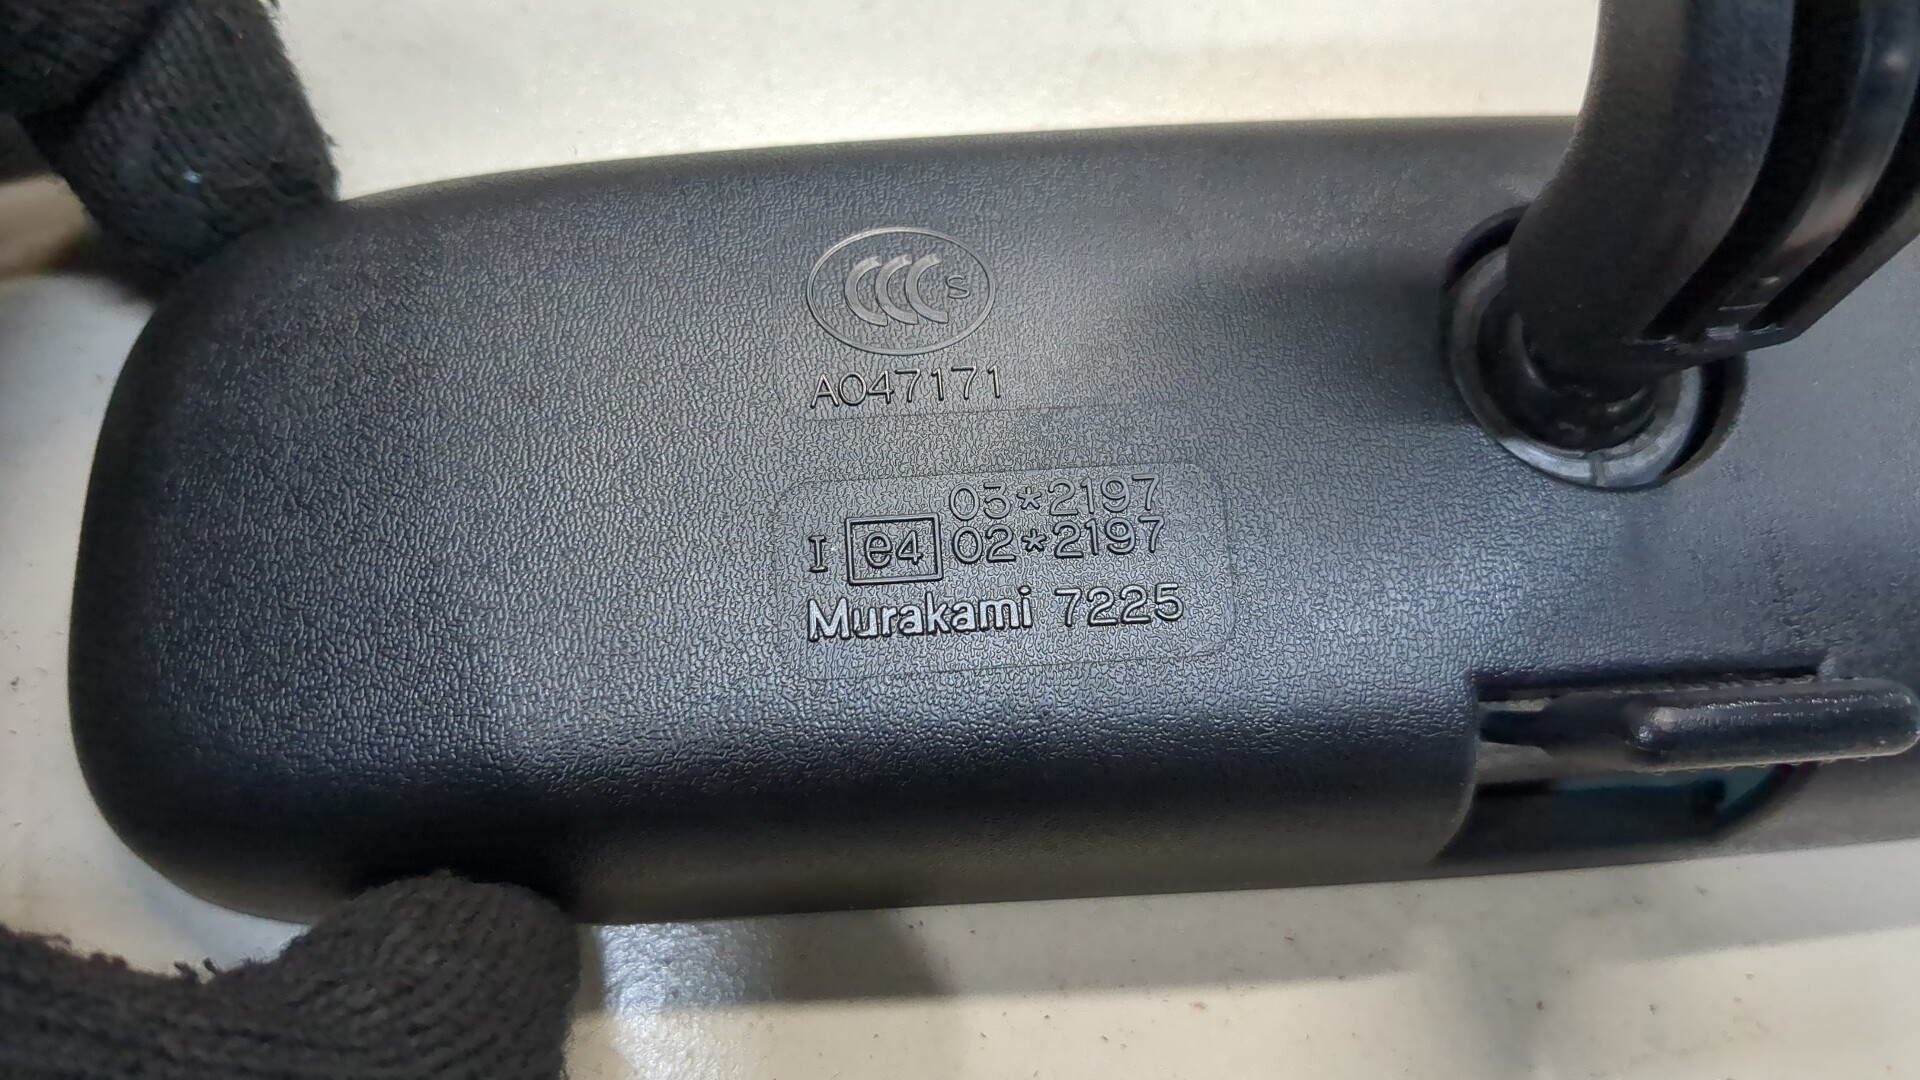 CCC S
A047171
03*2197
I e4 02*2197
Murakami 7225